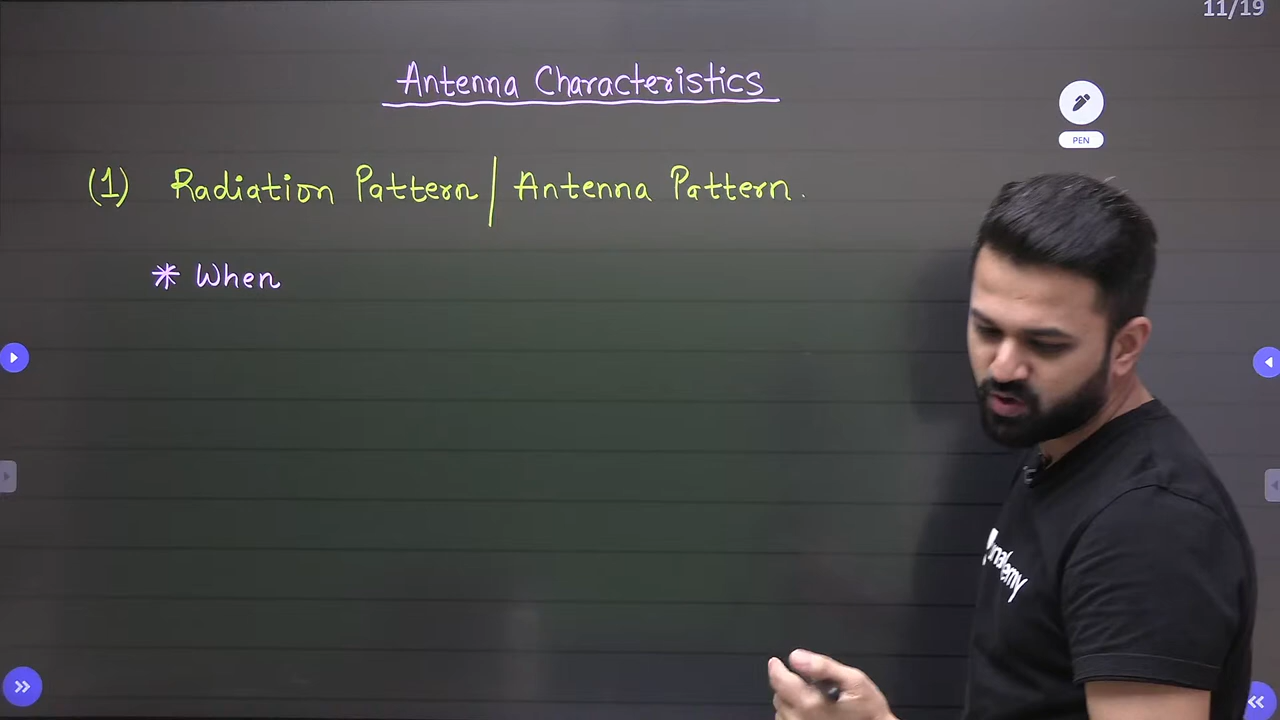 11/19
Antenna Characteristics
PEN
(1) Radiation Pattern / Antenna Pattern.
* When